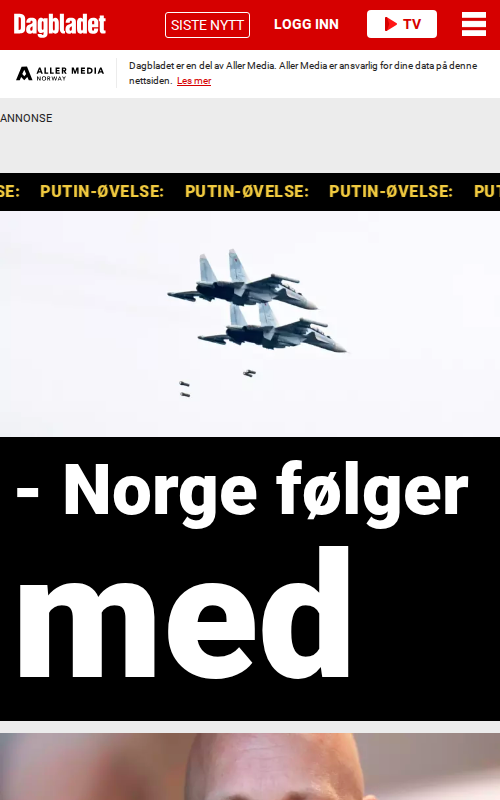 Dagbladet
SISTE NYTT
LOGG INN
TV
ALLER MEDIA
NORWAY
Dagbladet er en del av Aller Media. Aller Media er ansvarlig for dine data på denne
nettsiden. Les mer
ANNONSE
SE: PUTIN-ØVELSE: PUTIN-ØVELSE: PUTIN-ØVELSE: PUT
- Norge følger
med